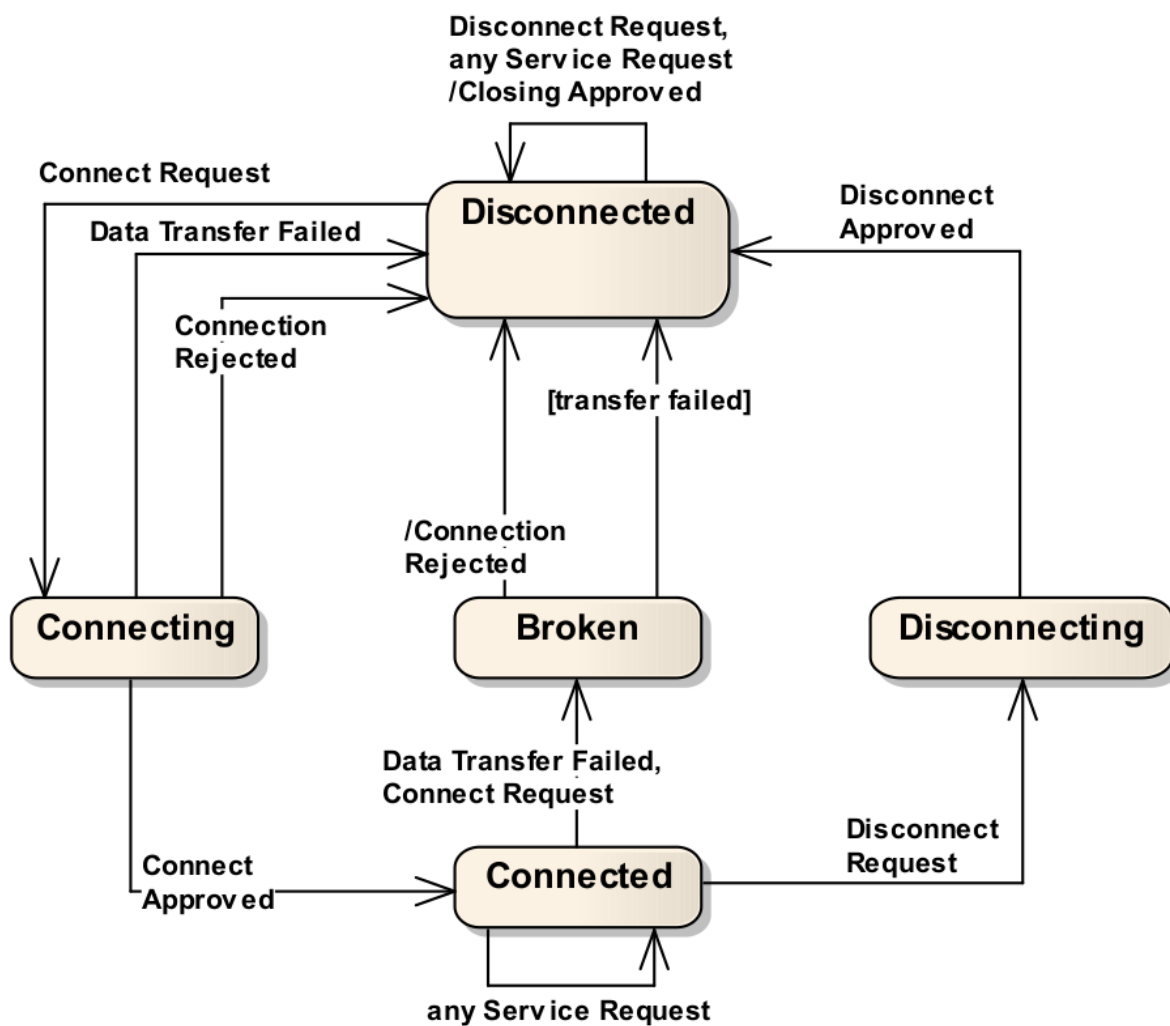 Disconnect Request,
any Service Request
/Closing Approved
Connect Request
Disconnected
Disconnect
Approved
Data Transfer Failed
Connection
Rejected
[transfer failed]
/Connection
Rejected
Connecting
Broken
Disconnecting
Data Transfer Failed,
Connect Request
Disconnect
Request
Connect
Approved
Connected
any Service Request